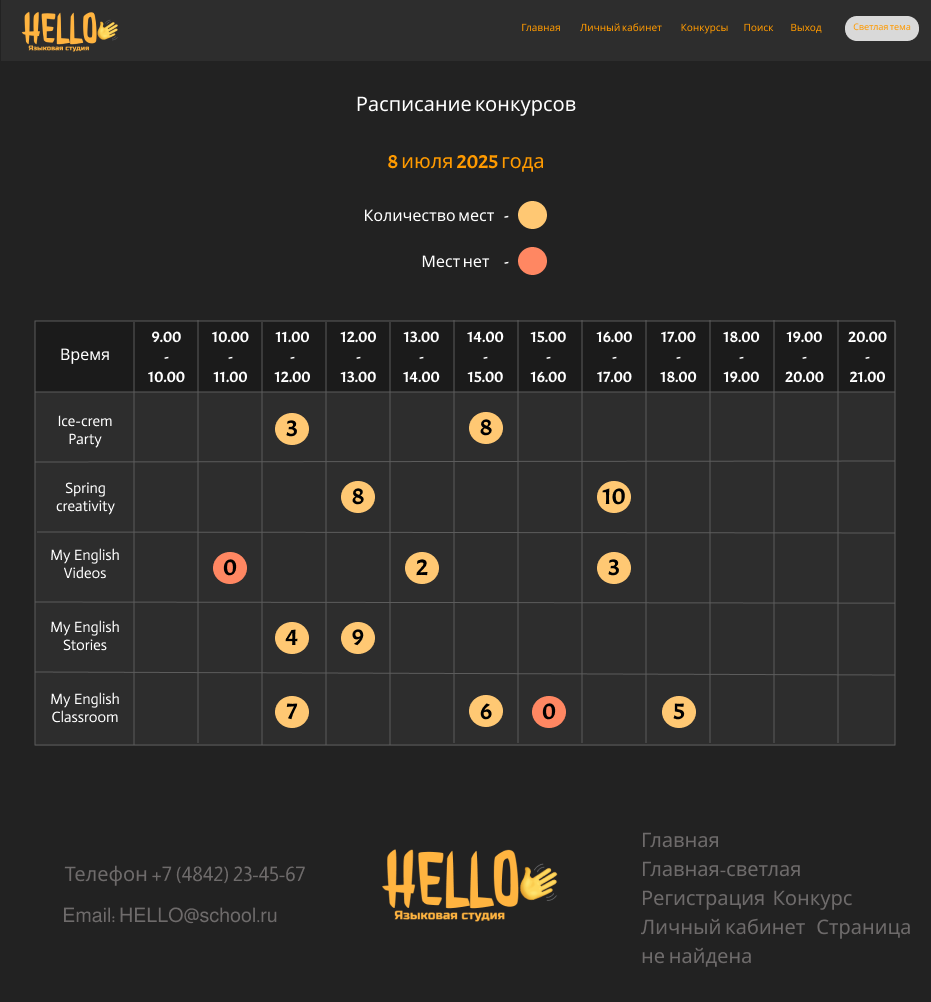 HELLO
Языковая студия
Главная Личный кабинет Конкурсы Поиск Выход Светлая тема
Расписание конкурсов
8 июля 2025 года
Количество мест -
Мест нет -
Время 9.00 - 10.00 10.00 - 11.00 11.00 - 12.00 12.00 - 13.00 13.00 - 14.00 14.00 - 15.00 15.00 - 16.00 16.00 - 17.00 17.00 - 18.00 18.00 - 19.00 19.00 - 20.00 20.00 - 21.00
Ice-crem
Party
3 8
Spring
creativity
8 10
My English
Videos
0 2 3
My English
Stories
4 9
My English
Classroom
7 6 0 5
Телефон +7 (4842) 23-45-67
Email: HELLO@school.ru
HELLO
Языковая студия
Главная
Главная-светлая
Регистрация Конкурс
Личный кабинет Страница
не найдена